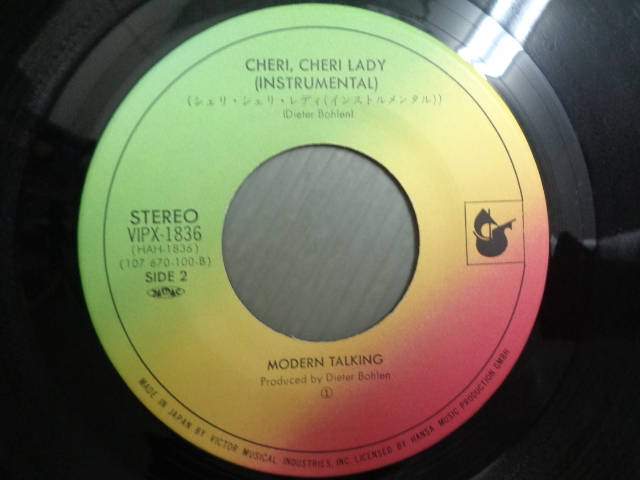 CHERI, CHERI LADY
(INSTRUMENTAL)
(シェリ・シェリ・レディ(インストルメンタル))
(Dieter Bohlen)
STEREO
VIPX-1836
(HAH-1836)
(107 670-100-B)
SIDE 2
MODERN TALKING
Produced by Dieter Bohlen
①
MADE IN JAPAN BY VICTOR MUSICAL INDUSTRIES, INC. LICENSED BY HANSA MUSIC PRODUCTION GMBH